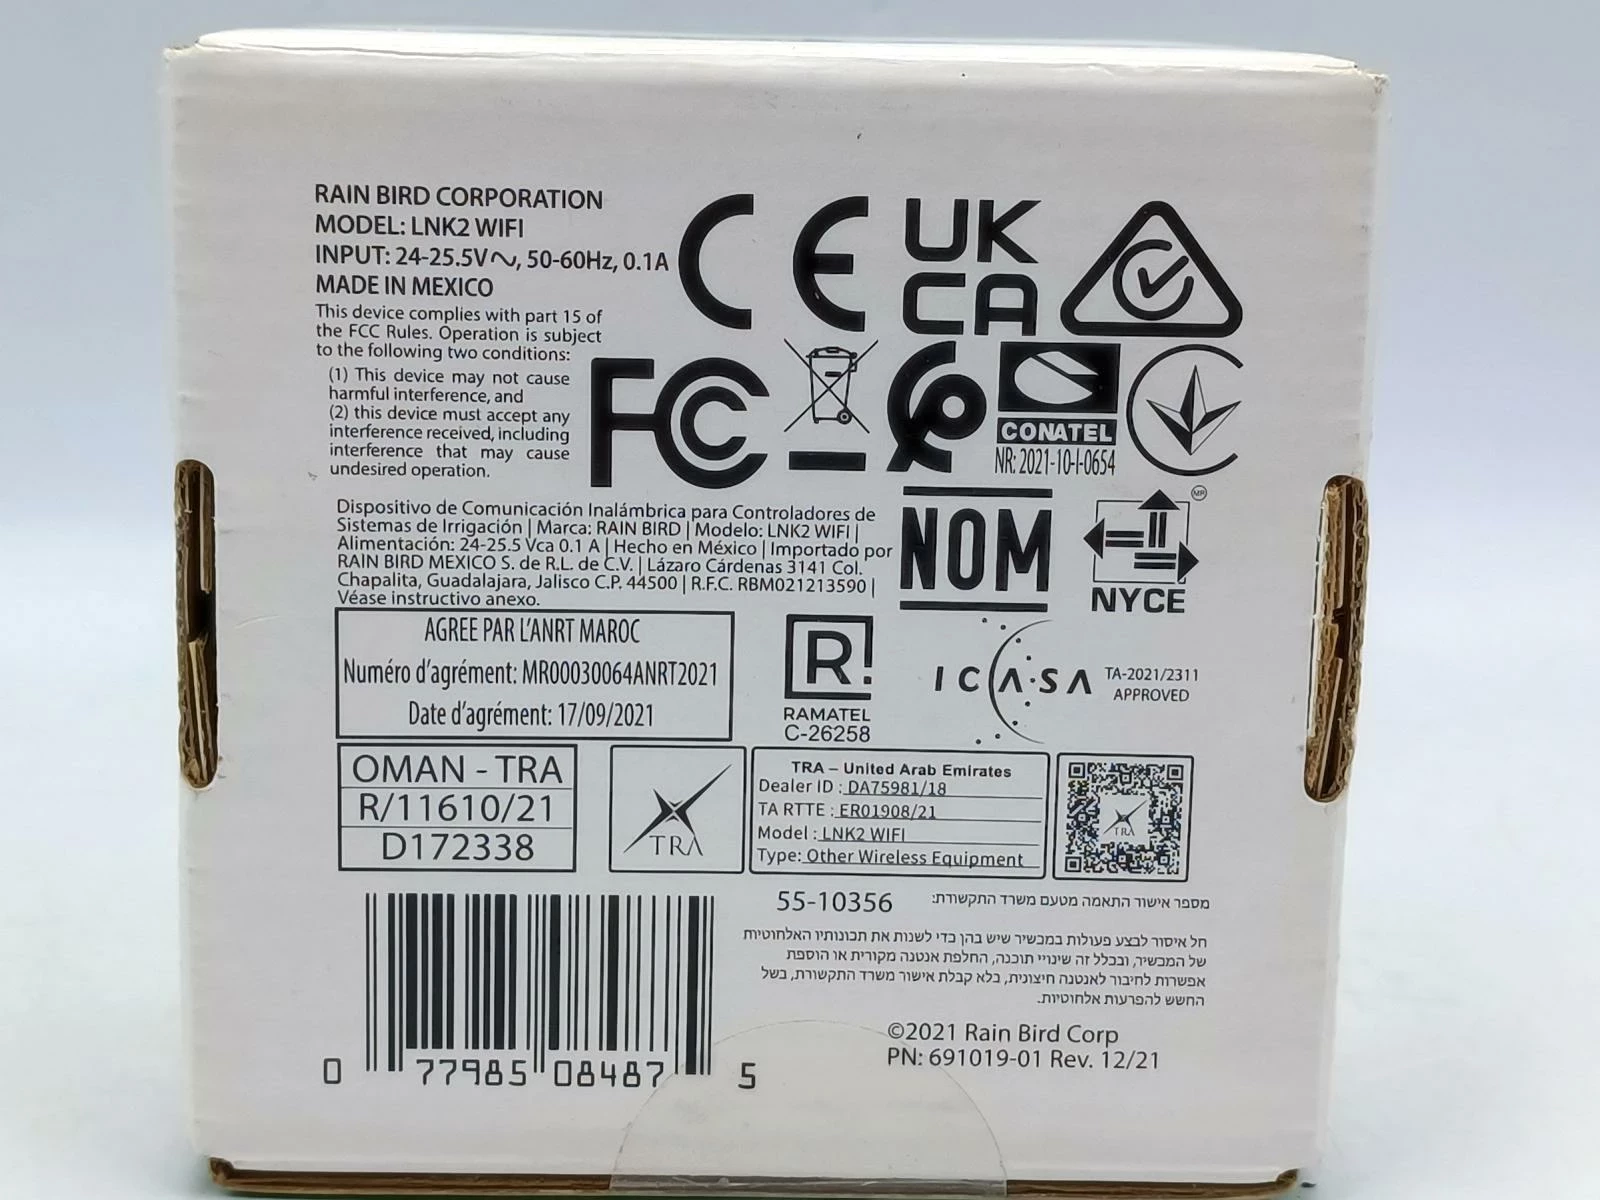 RAIN BIRD CORPORATION
MODEL: LNK2 WIFI
INPUT: 24-25.5V∿, 50-60Hz, 0.1A
MADE IN MEXICO
This device complies with part 15 of
the FCC Rules. Operation is subject
to the following two conditions:
(1) This device may not cause
harmful interference, and
(2) this device must accept any
interference received, including
interference that may cause
undesired operation.
CE
UK
CA
FC
CONATEL
NR: 2021-10-I-0654
Dispositivo de Comunicación Inalámbrica para Controladores de
Sistemas de Irrigación | Marca: RAIN BIRD | Modelo: LNK2 WIFI |
Alimentación: 24-25.5 Vca 0.1 A | Hecho en México | Importado por
RAIN BIRD MEXICO S. de R.L. de C.V. | Lázaro Cárdenas 3141 Col.
Chapalita, Guadalajara, Jalisco C.P. 44500 | R.F.C. RBM021213590 |
Véase instructivo anexo.
NOM
MR
NYCE
AGREE PAR L'ANRT MAROC
Numéro d'agrément: MR00030064ANRT2021
Date d'agrément: 17/09/2021
R!
RAMATEL
C-26258
ICASA
TA-2021/2311
APPROVED
OMAN - TRA
R/11610/21
D172338
TRA
TRA – United Arab Emirates
Dealer ID : DA75981/18
TA RTTE : ER01908/21
Model : LNK2 WIFI
Type: Other Wireless Equipment
TRA
מספר אישור התאמה מטעם משרד התקשורת: 55-10356
חל איסור לבצע פעולות במכשיר שיש בהן כדי לשנות את תכונותיו האלחוטיות
של המכשיר, ובכלל זה שינויי תוכנה, החלפת אנטנה מקורית או הוספת
אפשרות לחיבור לאנטנה חיצונית, בלא קבלת אישור משרד התקשורת, בשל
החשש להפרעות אלחוטיות.
©2021 Rain Bird Corp
PN: 691019-01 Rev. 12/21
0 77985 08487 5